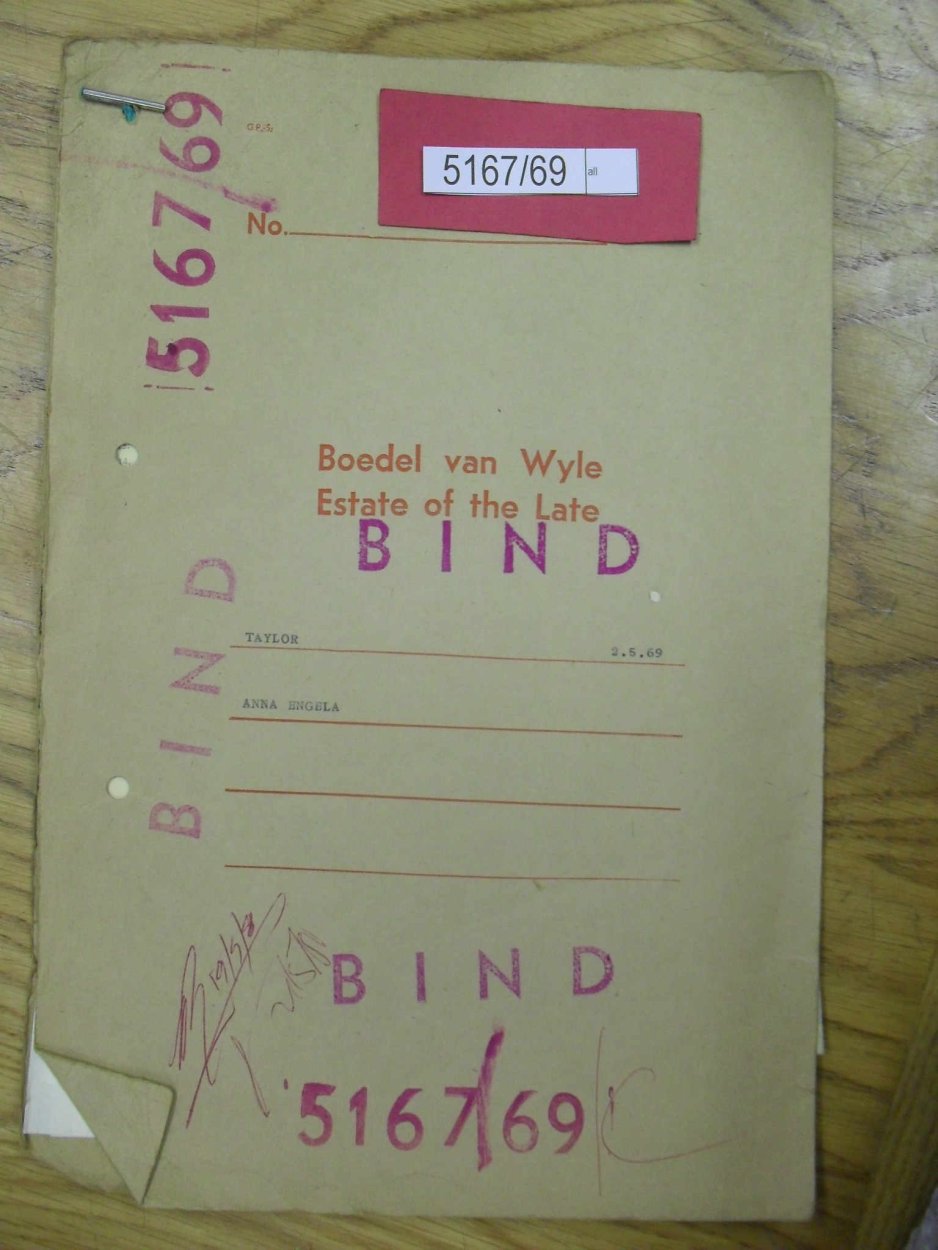 5167/69
5167/69 all
No.
Boedel van Wyle
Estate of the Late
BIND
BIND
TAYLOR 2.5.69
ANNA ENGELA
BIND
5167/69